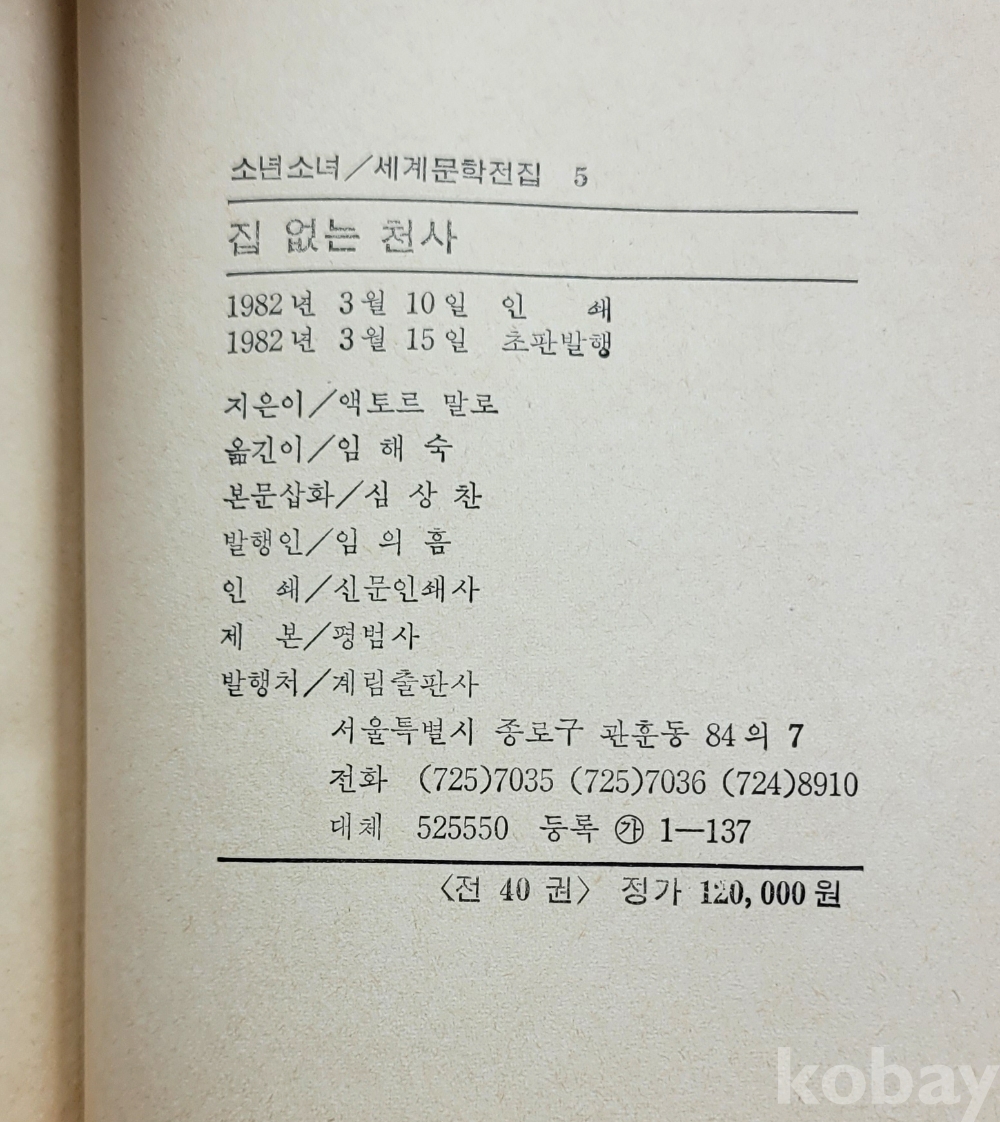 소년소녀/세계문학전집 5
집 없는 천사
1982년 3월 10일 인 쇄
1982년 3월 15일 초판발행
지은이/액토르 말로
옮긴이/임 해 숙
본문삽화/심 상 찬
발행인/임 의 흠
인 쇄/신문인쇄사
제 본/평범사
발행처/계림출판사
서울특별시 종로구 관훈동 84의 7
전화 (725)7035 (725)7036 (724)8910
대체 525550 등록 ㉮ 1—137
〈전 40 권〉 정가 120,000원
kobay